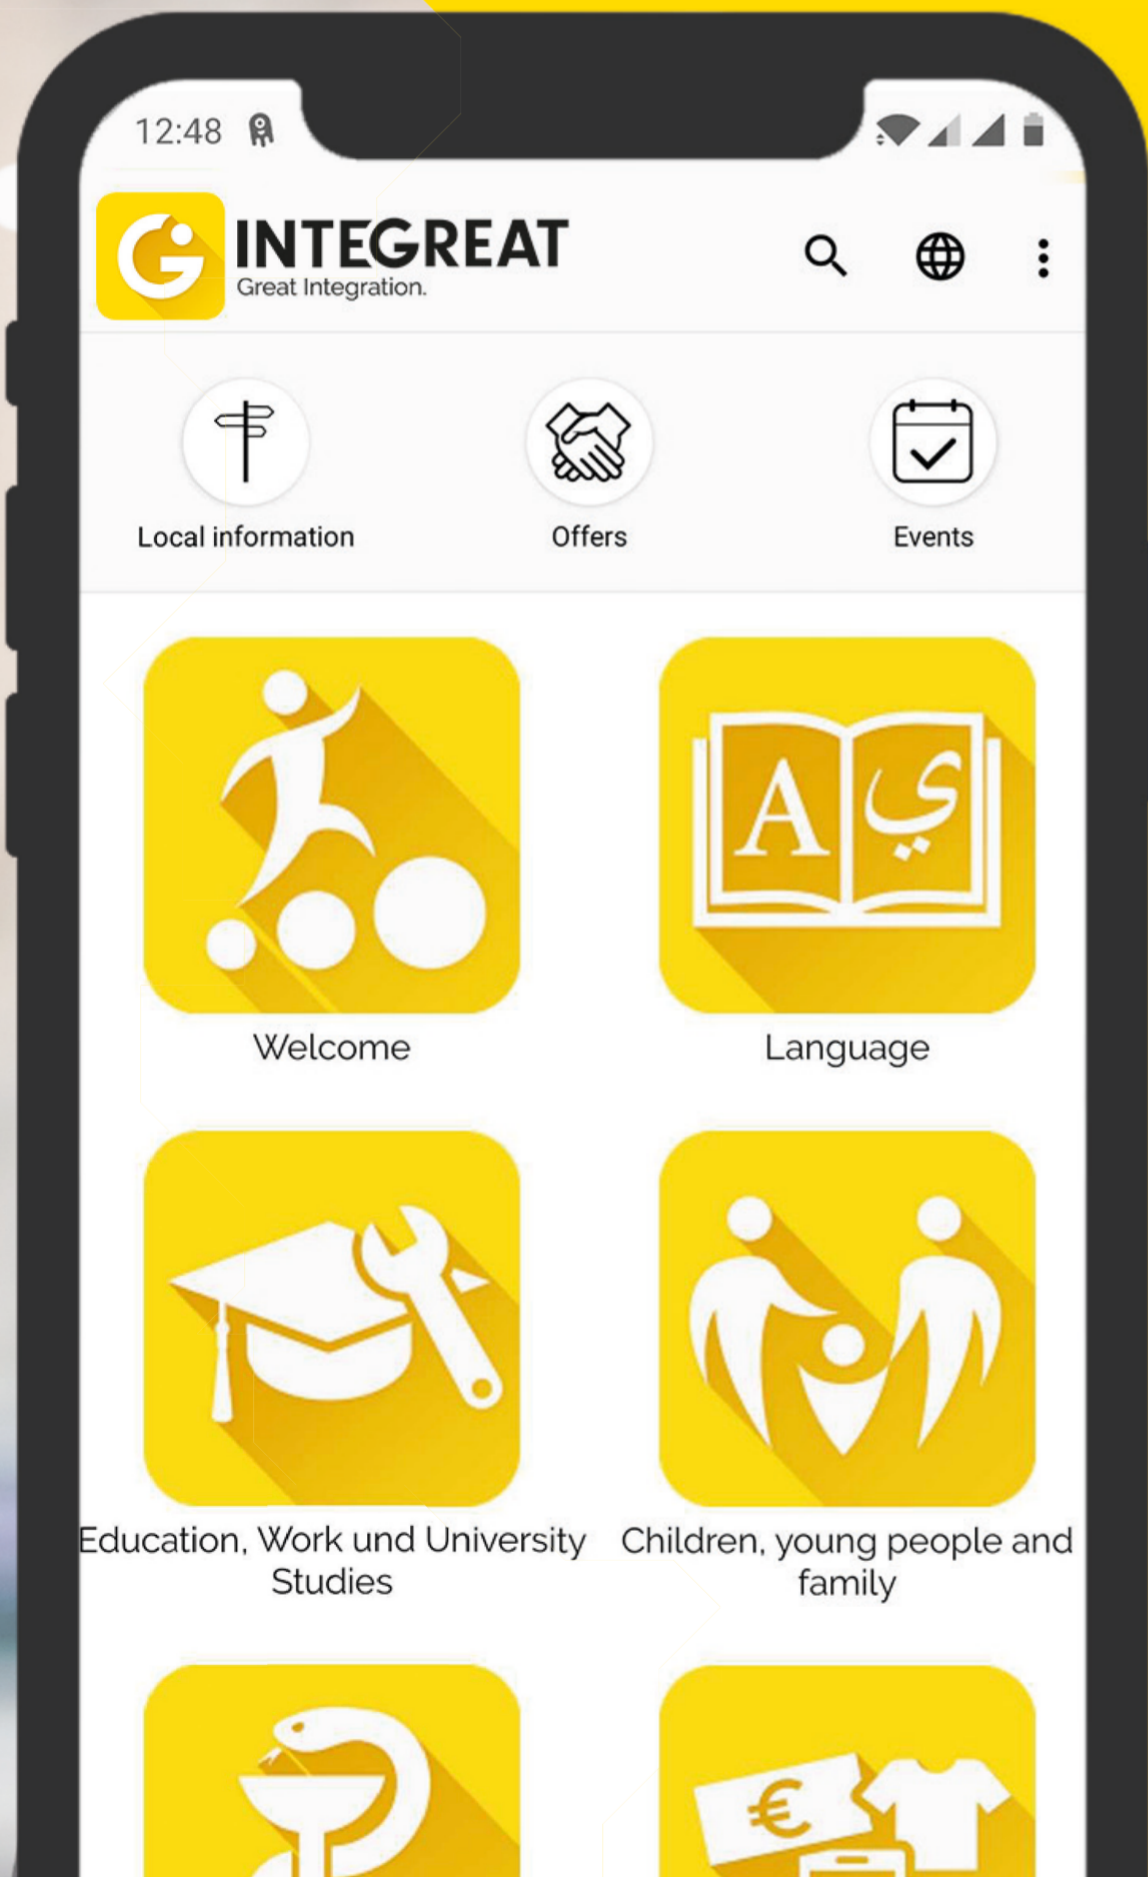 12:48
INTEGREAT
Great Integration.
Local information
Offers
Events
A
ي
Welcome
Language
Education, Work und University
Studies
Children, young people and
family
€